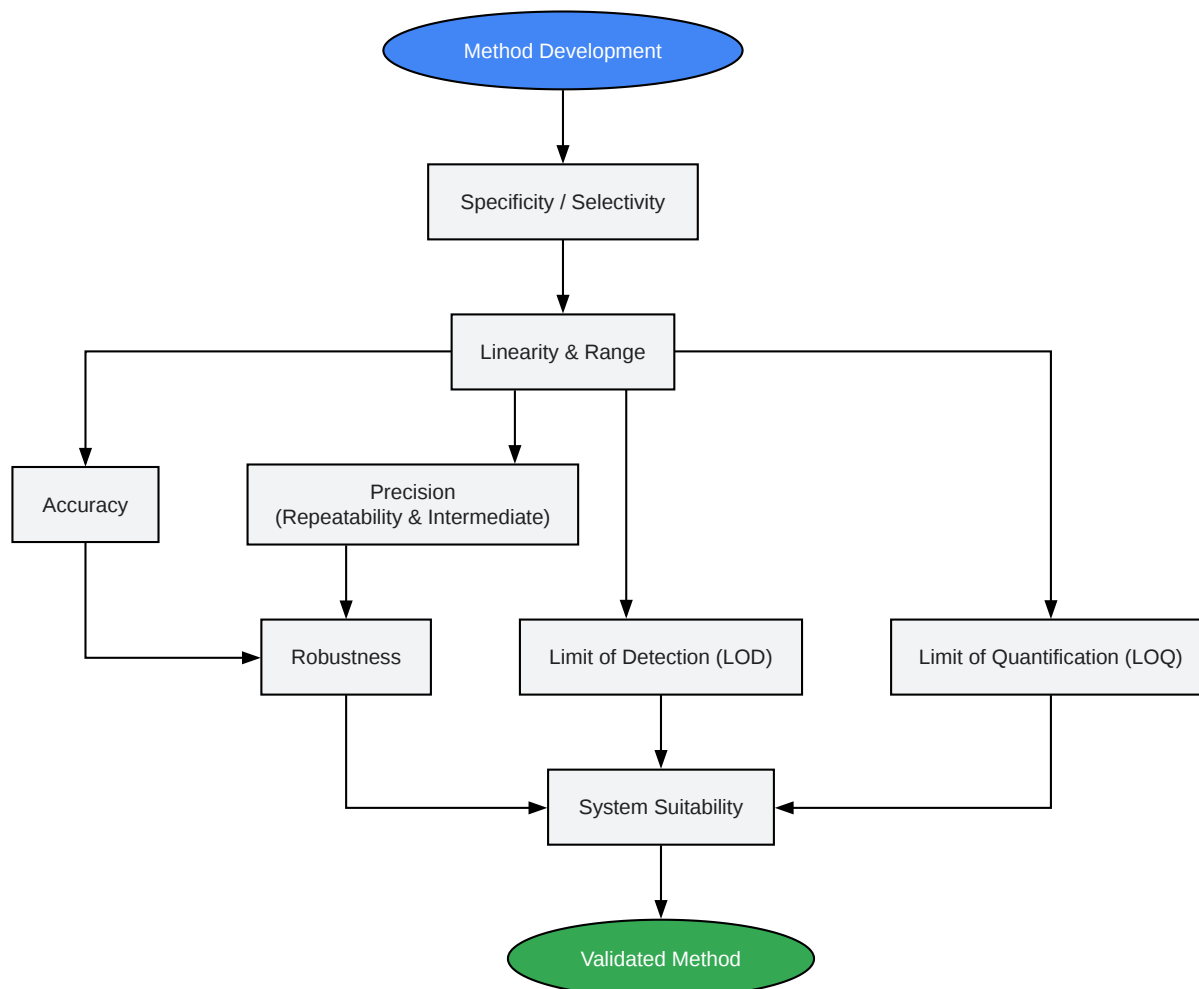 Method Development
Specificity / Selectivity
Linearity & Range
Accuracy
Precision
(Repeatability & Intermediate)
Robustness
Limit of Detection (LOD)
Limit of Quantification (LOQ)
System Suitability
Validated Method